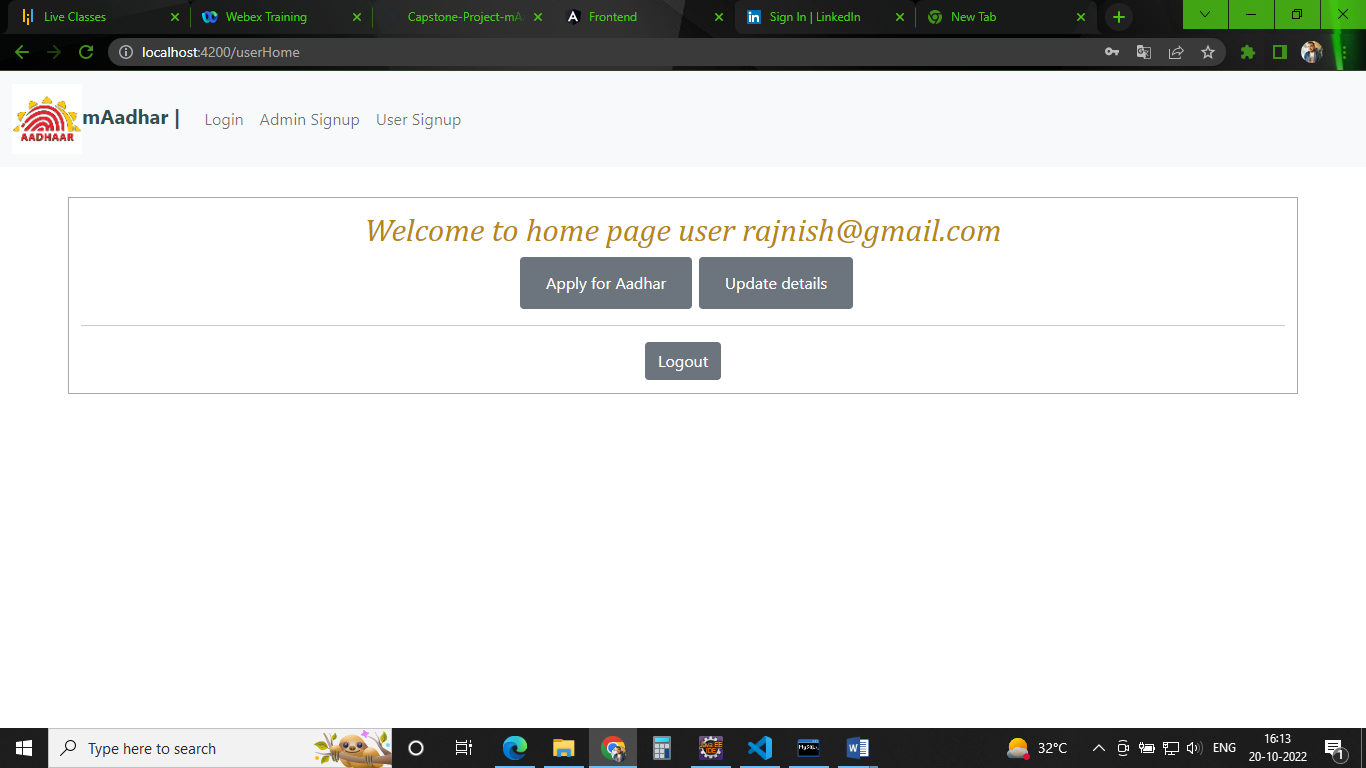 Live Classes
Webex Training
Capstone-Project-mA
Frontend
Sign In | LinkedIn
New Tab
localhost:4200/userHome
AADHAAR
mAadhar |
Login
Admin Signup
User Signup
Welcome to home page user rajnish@gmail.com
Apply for Aadhar
Update details
Logout
Type here to search
32°C
ENG
16:13
20-10-2022
1